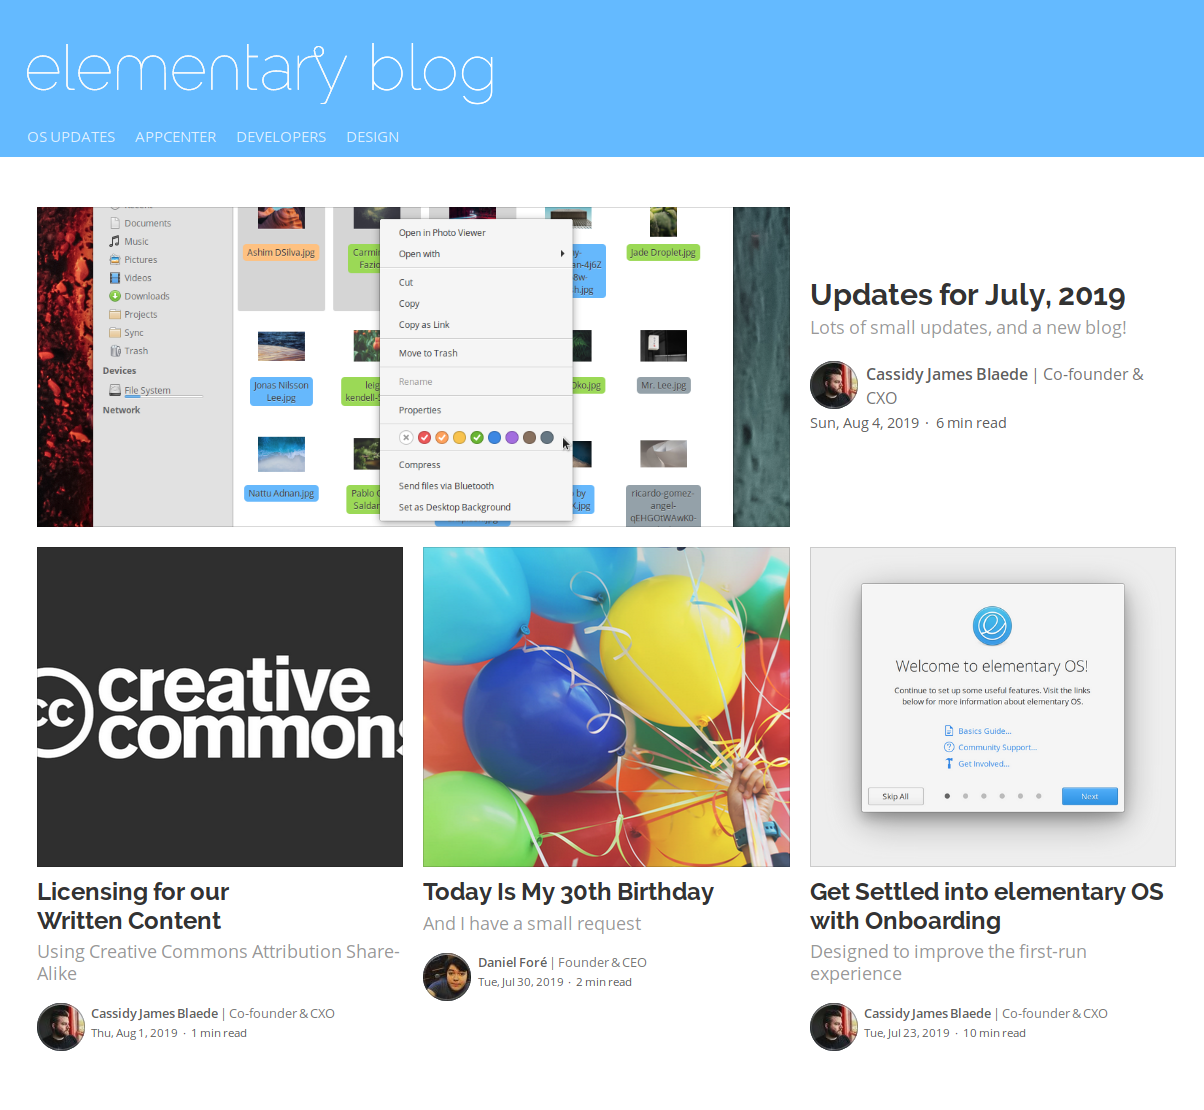 elementary blog
OS UPDATES APPCENTER DEVELOPERS DESIGN
Documents
Music
Pictures
Videos
Downloads
Projects
Sync
Trash
Devices
File System
Network
Ashim DSilva.jpg
Jade Droplet.jpg
Jonas Nilsson
Lee.jpg
Mr. Lee.jpg
Nattu Adnan.jpg
ricardo-gomez-
angel-
qEHGOtWAwK0-
Open in Photo Viewer
Open with
Cut
Copy
Copy as Link
Move to Trash
Rename
Properties
Compress
Send files via Bluetooth
Set as Desktop Background
Updates for July, 2019
Lots of small updates, and a new blog!
Cassidy James Blaede | Co-founder &
CXO
Sun, Aug 4, 2019 · 6 min read
cc creative
commons
Licensing for our
Written Content
Using Creative Commons Attribution Share-
Alike
Cassidy James Blaede | Co-founder & CXO
Thu, Aug 1, 2019 · 1 min read
Today Is My 30th Birthday
And I have a small request
Daniel Foré | Founder & CEO
Tue, Jul 30, 2019 · 2 min read
Welcome to elementary OS!
Continue to set up some useful features. Visit the links
below for more information about elementary OS.
Basics Guide...
Community Support...
Get Involved...
Skip All
Next
Get Settled into elementary OS
with Onboarding
Designed to improve the first-run
experience
Cassidy James Blaede | Co-founder & CXO
Tue, Jul 23, 2019 · 10 min read